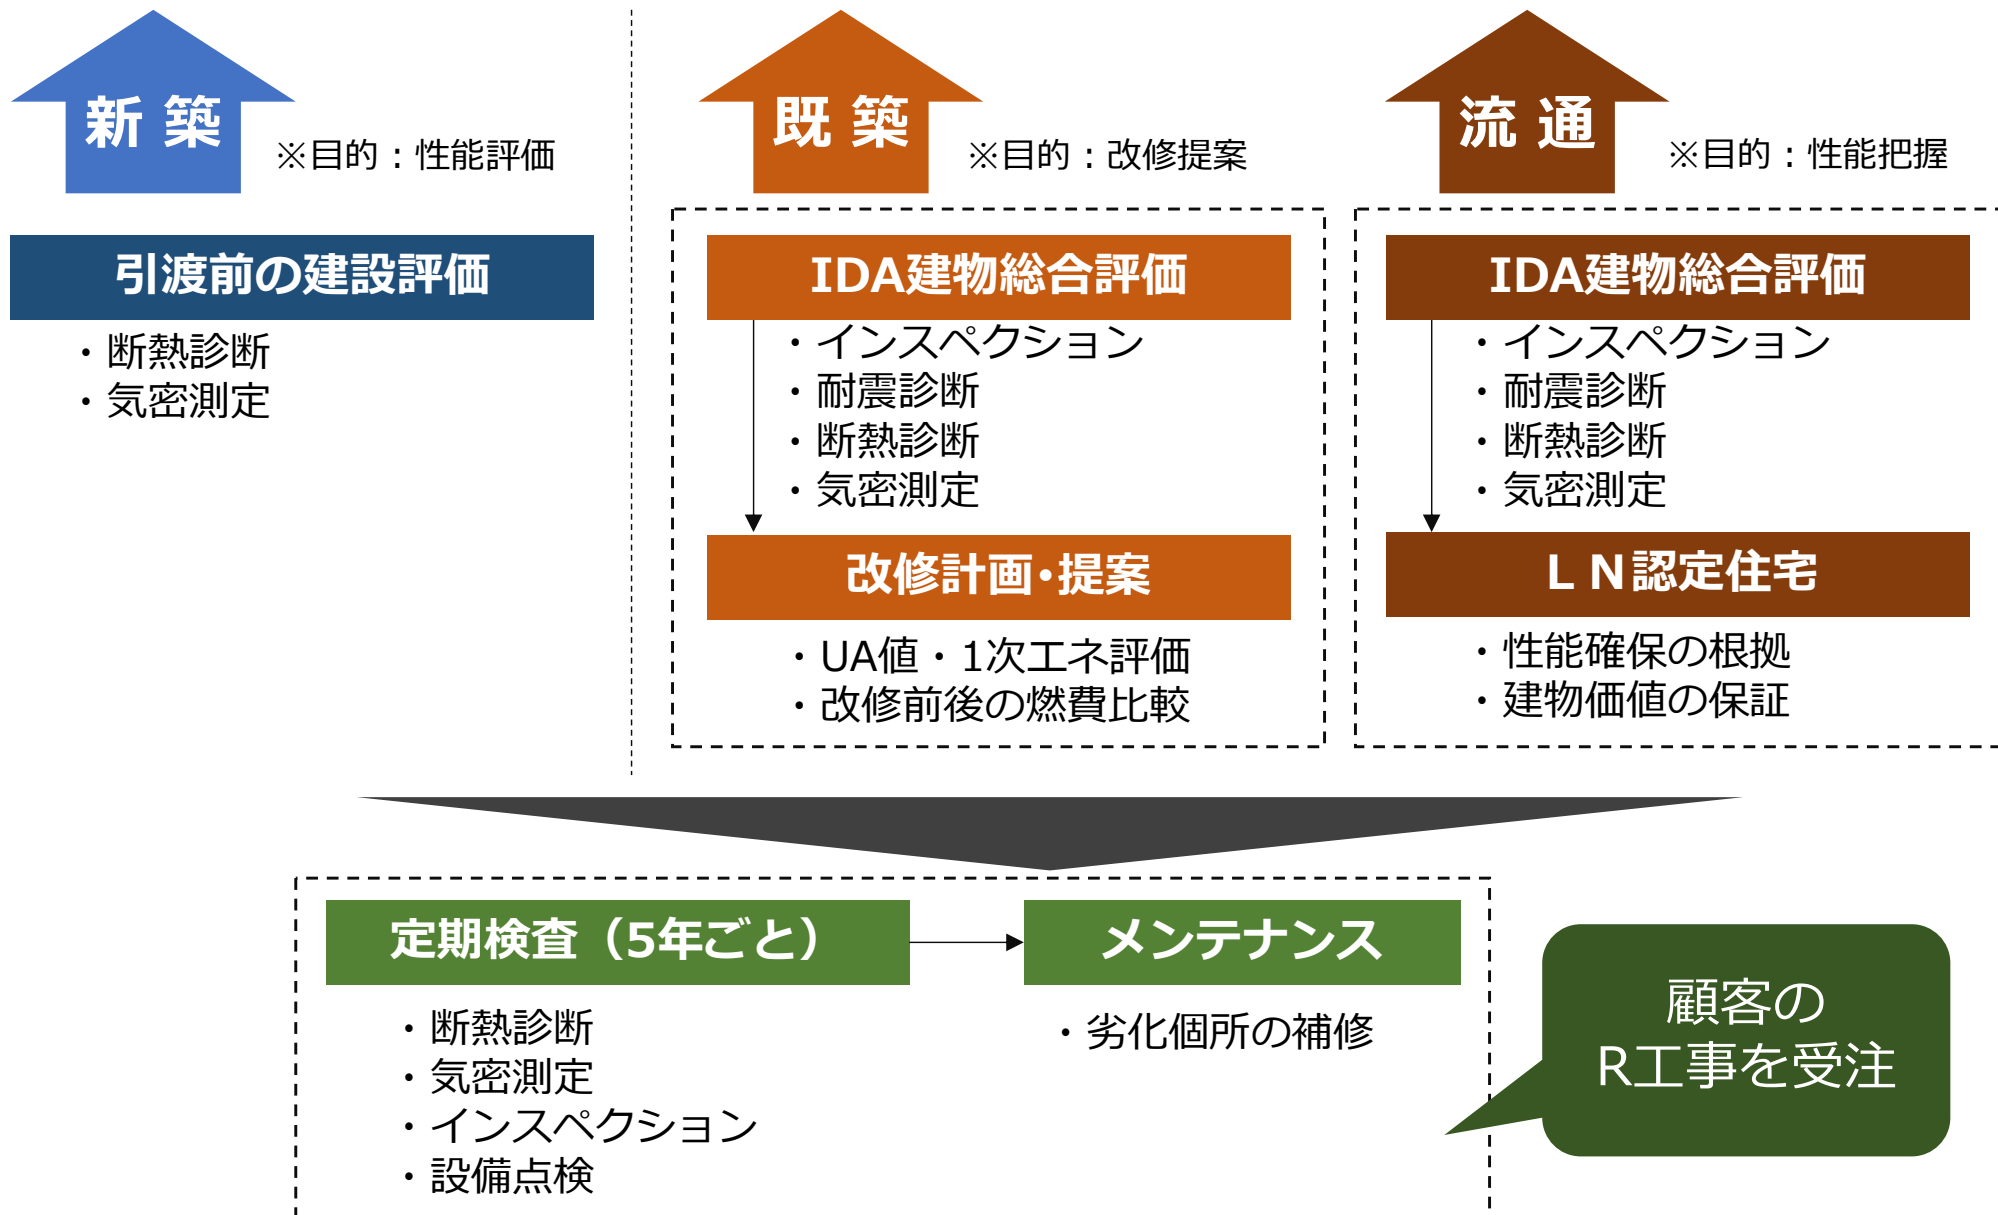 新 築
※目的：性能評価
引渡前の建設評価
・断熱診断
・気密測定
既 築
※目的：改修提案
IDA建物総合評価
・インスペクション
・耐震診断
・断熱診断
・気密測定
改修計画･提案
・UA値・1次エネ評価
・改修前後の燃費比較
流 通
※目的：性能把握
IDA建物総合評価
・インスペクション
・耐震診断
・断熱診断
・気密測定
ＬＮ認定住宅
・性能確保の根拠
・建物価値の保証
定期検査（5年ごと）
・断熱診断
・気密測定
・インスペクション
・設備点検
メンテナンス
・劣化個所の補修
顧客の
R工事を受注